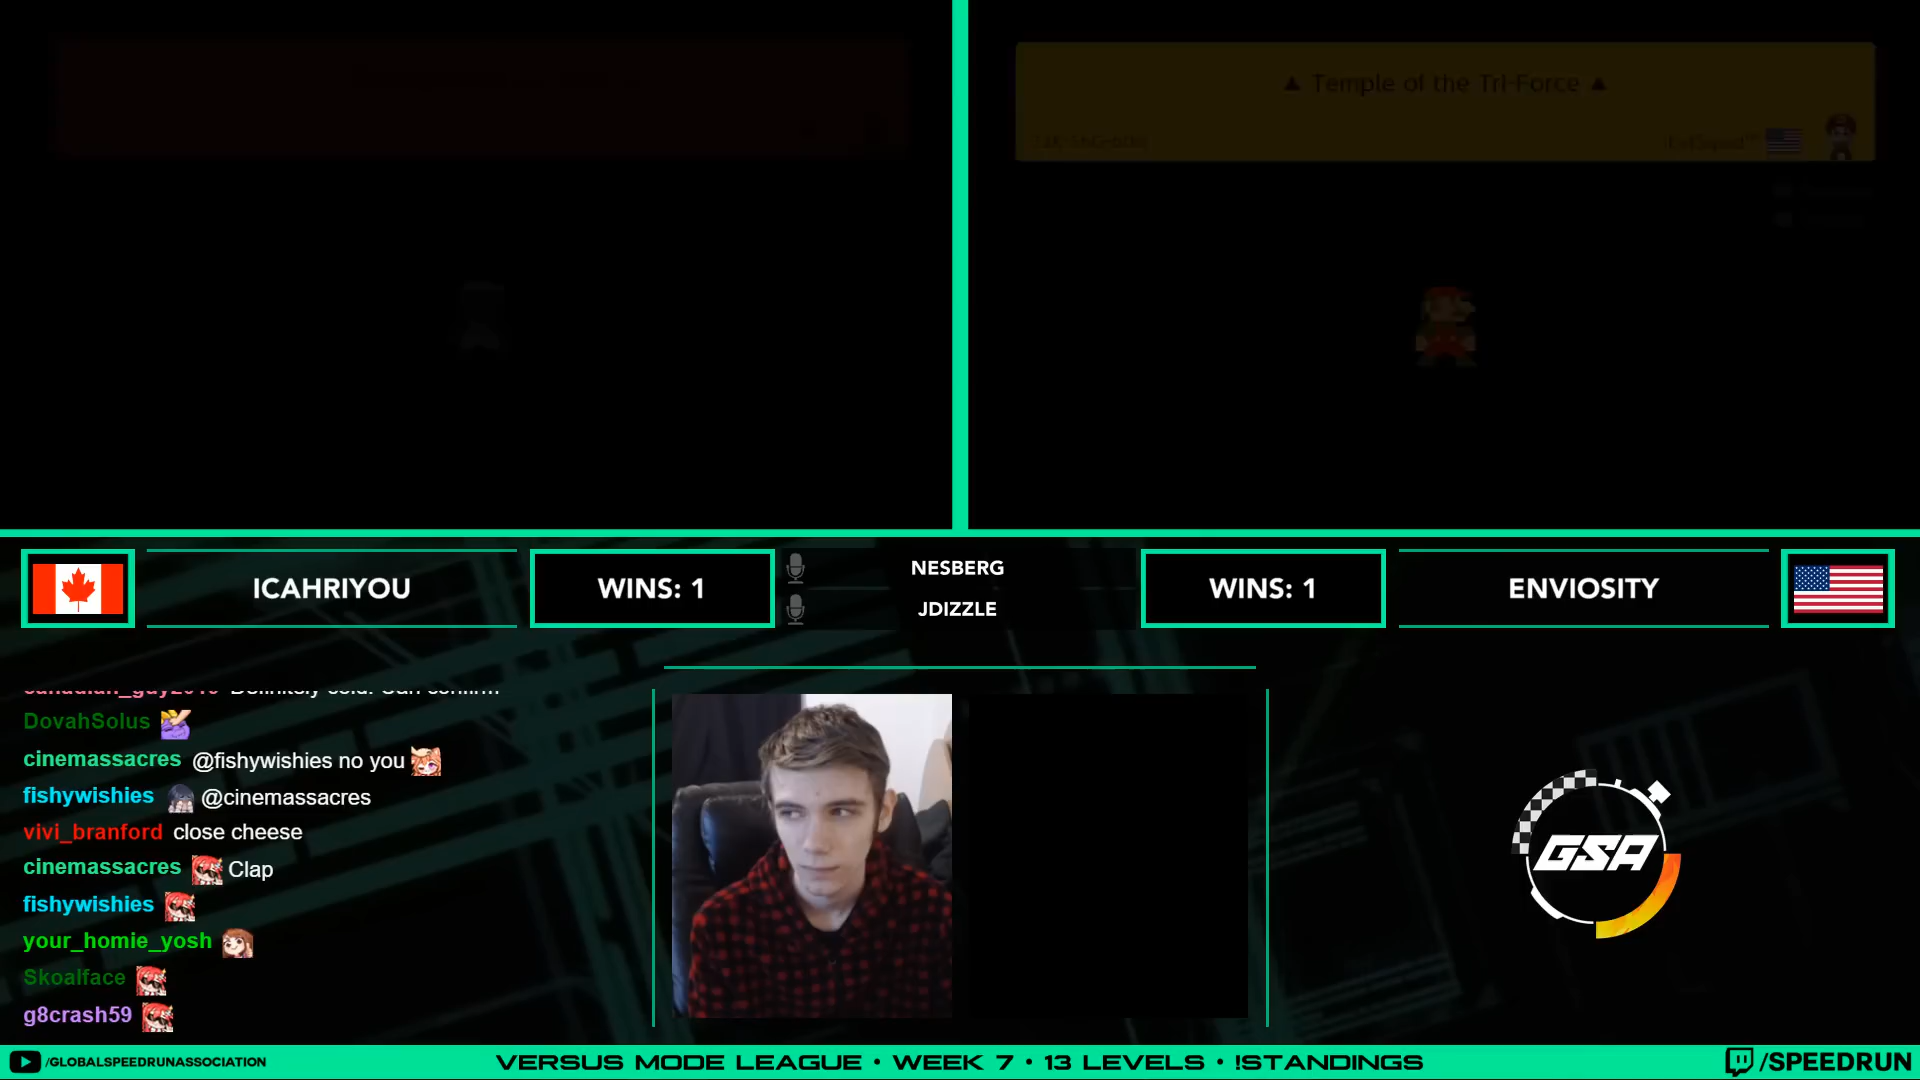 ▲ Temple of the Tri-Force ▲
ICAHRIYOU
WINS: 1
NESBERG
JDIZZLE
WINS: 1
ENVIOSITY
DovahSolus
cinemassacres @fishywishies no you
fishywishies @cinemassacres
vivi_branford close cheese
cinemassacres Clap
fishywishies
your_homie_yosh
Skoalface
g8crash59
GSA
/GLOBALSPEEDRUNASSOCIATION
VERSUS MODE LEAGUE • WEEK 7 • 13 LEVELS • !STANDINGS
/SPEEDRUN